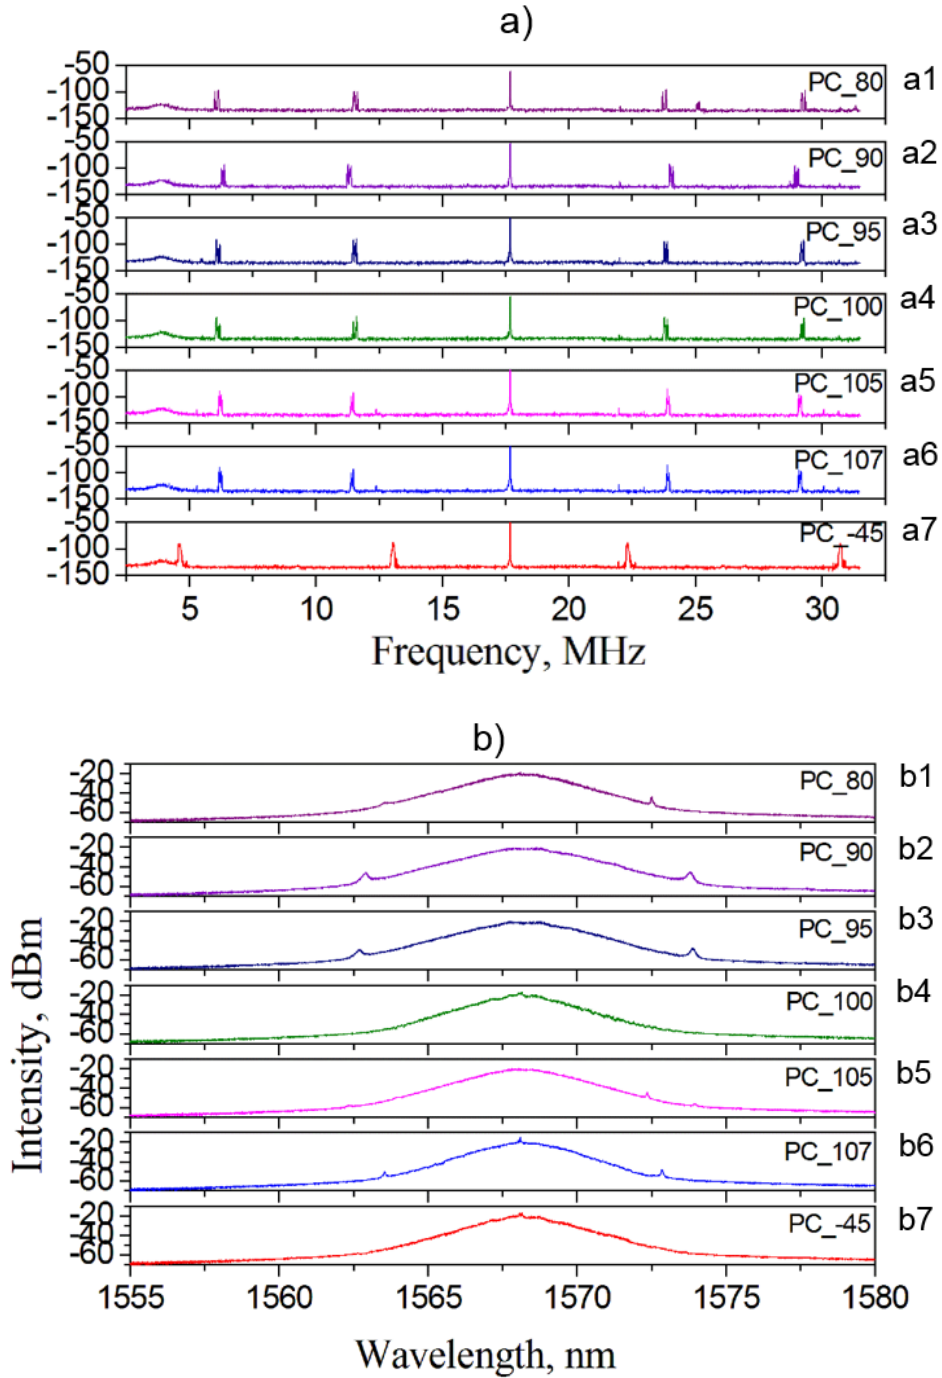 a)
-50
-100
-150
PC_80
a1
-50
-100
-150
PC_90
a2
-50
-100
-150
PC_95
a3
-50
-100
-150
PC_100
a4
-50
-100
-150
PC_105
a5
-50
-100
-150
PC_107
a6
-50
-100
-150
PC_-45
a7
5 10 15 20 25 30
Frequency, MHz
b)
Intensity, dBm
-20
-60
PC_80
b1
-20
-40
-60
PC_90
b2
-20
-40
-60
PC_95
b3
-20
-60
PC_100
b4
-20
-40
-60
PC_105
b5
-20
-40
-60
PC_107
b6
-20
-60
PC_-45
b7
1555 1560 1565 1570 1575 1580
Wavelength, nm